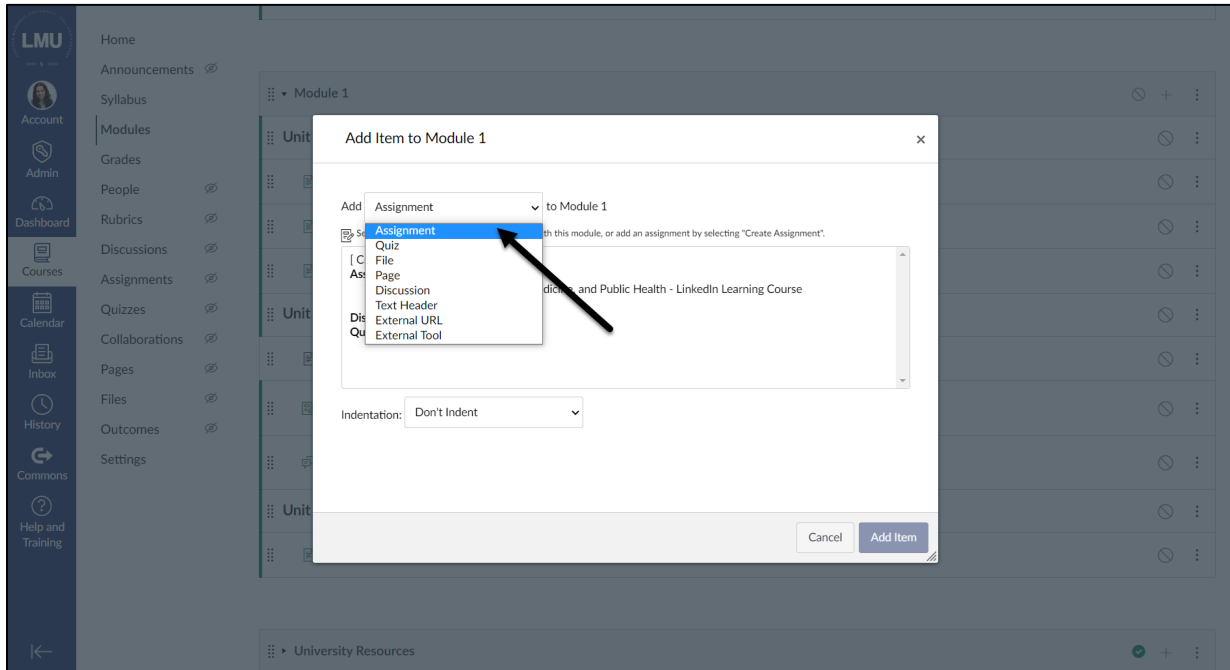 LMU
Account
Admin
Dashboard
Courses
Calendar
Inbox
History
Commons
Help and
Training
Home
Announcements
Syllabus
Modules
Grades
People
Rubrics
Discussions
Assignments
Quizzes
Collaborations
Pages
Files
Outcomes
Settings
Module 1
Unit
Unit
Unit
University Resources
Add Item to Module 1
×
Add Assignment to Module 1
th this module, or add an assignment by selecting "Create Assignment".
Assignment
Quiz
File
Page
Discussion
Text Header
External URL
External Tool
and Public Health - LinkedIn Learning Course
Indentation: Don't Indent
Cancel
Add Item